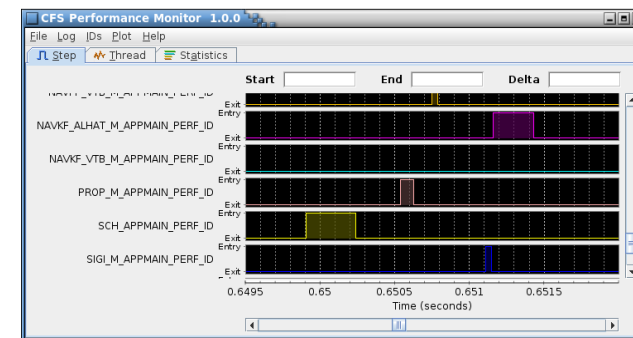 CFS Performance Monitor 1.0.0
File Log IDs Plot Help
Step Thread Statistics
Start End Delta
Exit
Entry
NAVKF_ALHAT_M_APPMAIN_PERF_ID
Exit
Entry
NAVKF_VTB_M_APPMAIN_PERF_ID
Exit
Entry
PROP_M_APPMAIN_PERF_ID
Exit
Entry
SCH_APPMAIN_PERF_ID
Exit
Entry
SIGI_M_APPMAIN_PERF_ID
Exit
0.6495 0.65 0.6505 0.651 0.6515
Time (seconds)